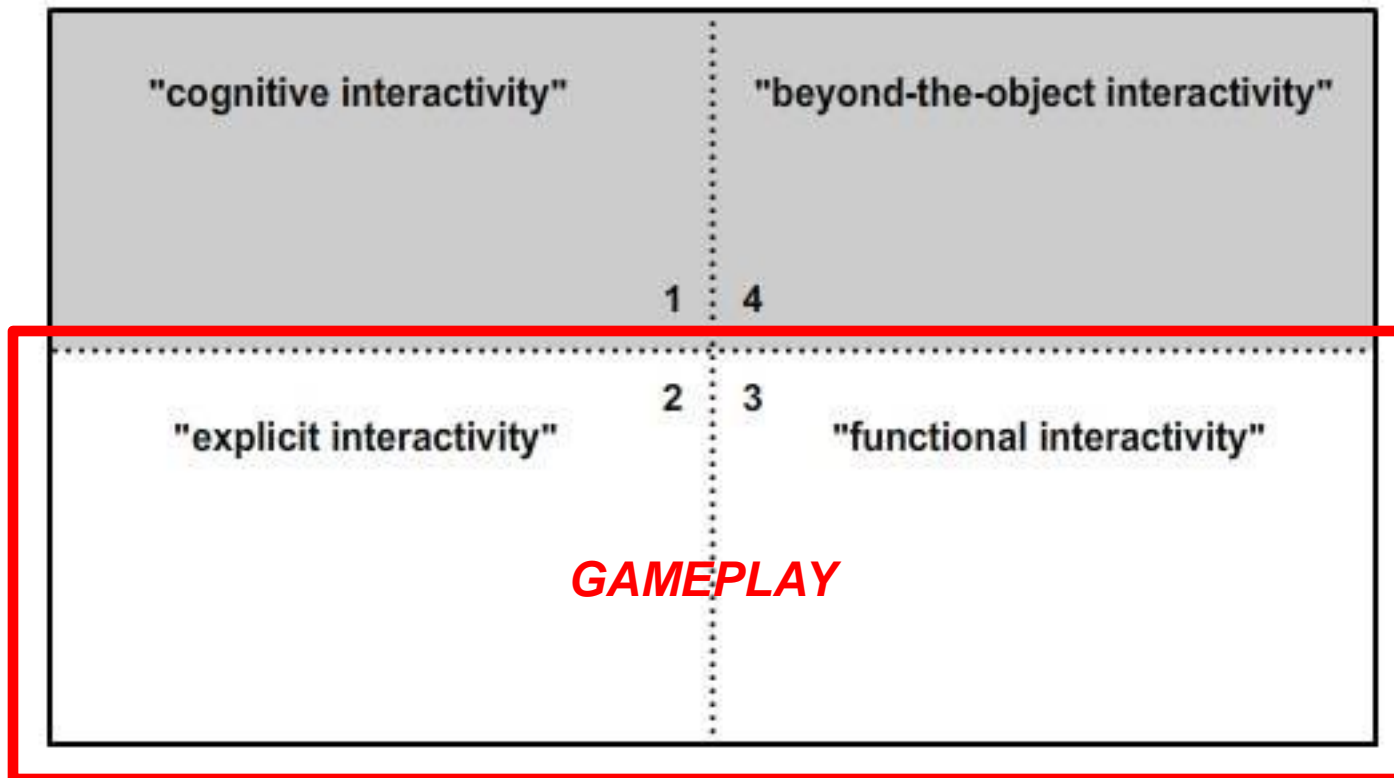 "cognitive interactivity"
"beyond-the-object interactivity"
1
4
2
3
"explicit interactivity"
"functional interactivity"
GAMEPLAY